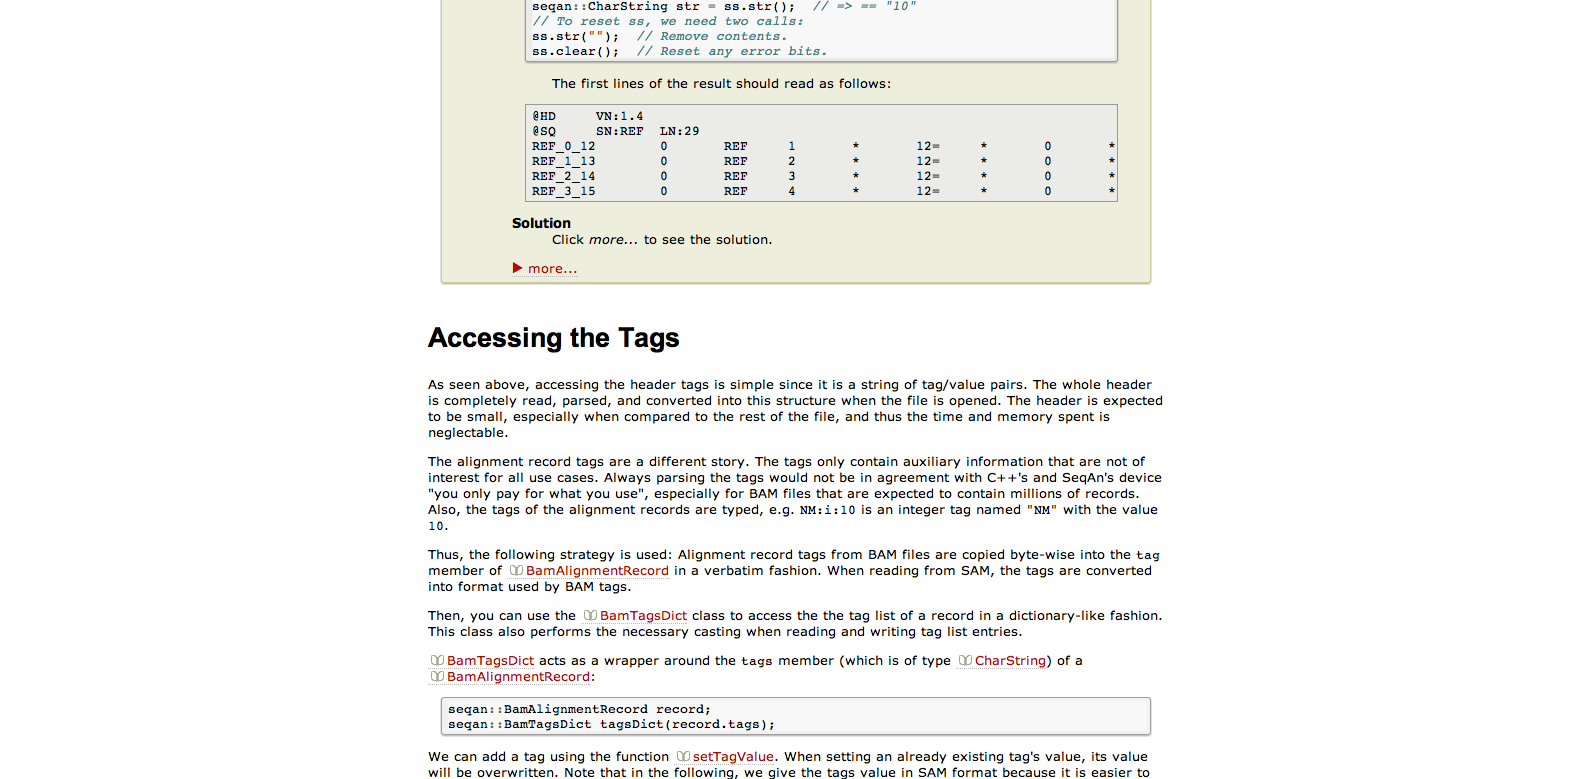 seqan::CharString str = ss.str();  // => == "10"
// To reset ss, we need two calls:
ss.str("");  // Remove contents.
ss.clear();  // Reset any error bits.
The first lines of the result should read as follows:
@HD     VN:1.4
@SQ     SN:REF  LN:29
REF_0_12        0       REF     1       *       12=     *       0       *
REF_1_13        0       REF     2       *       12=     *       0       *
REF_2_14        0       REF     3       *       12=     *       0       *
REF_3_15        0       REF     4       *       12=     *       0       *
Solution
Click more... to see the solution.
more...
Accessing the Tags
As seen above, accessing the header tags is simple since it is a string of tag/value pairs. The whole header
is completely read, parsed, and converted into this structure when the file is opened. The header is expected
to be small, especially when compared to the rest of the file, and thus the time and memory spent is
neglectable.
The alignment record tags are a different story. The tags only contain auxiliary information that are not of
interest for all use cases. Always parsing the tags would not be in agreement with C++'s and SeqAn's device
"you only pay for what you use", especially for BAM files that are expected to contain millions of records.
Also, the tags of the alignment records are typed, e.g. NM:i:10 is an integer tag named "NM" with the value
10.
Thus, the following strategy is used: Alignment record tags from BAM files are copied byte-wise into the tag
member of BamAlignmentRecord in a verbatim fashion. When reading from SAM, the tags are converted
into format used by BAM tags.
Then, you can use the BamTagsDict class to access the the tag list of a record in a dictionary-like fashion.
This class also performs the necessary casting when reading and writing tag list entries.
BamTagsDict acts as a wrapper around the tags member (which is of type CharString) of a
BamAlignmentRecord:
seqan::BamAlignmentRecord record;
seqan::BamTagsDict tagsDict(record.tags);
We can add a tag using the function setTagValue. When setting an already existing tag's value, its value
will be overwritten. Note that in the following, we give the tags value in SAM format because it is easier to